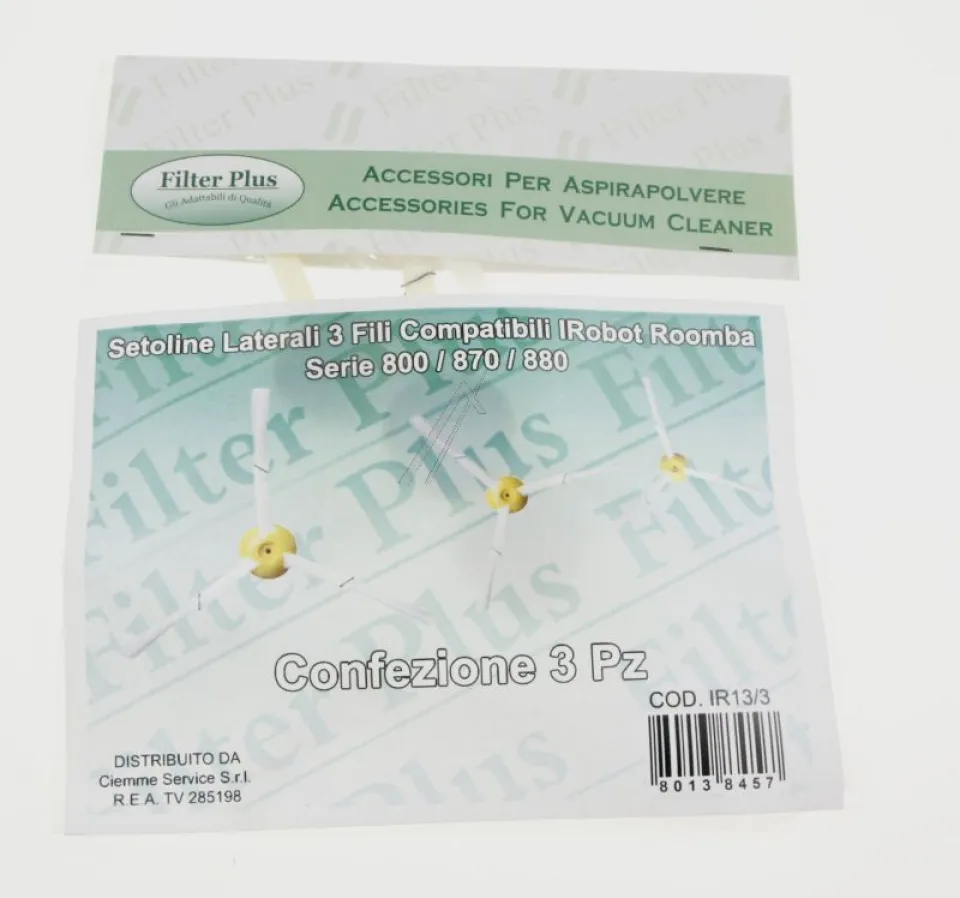 Filter Plus
Gli Adattabili di Qualità
ACCESSORI PER ASPIRAPOLVERE
ACCESSORIES FOR VACUUM CLEANER
Setoline Laterali 3 Fili Compatibili IRobot Roomba
Serie 800 / 870 / 880
Confezione 3 Pz
COD. IR13/3
8013 8457
DISTRIBUITO DA
Ciemme Service S.r.l.
R.E.A. TV 285198